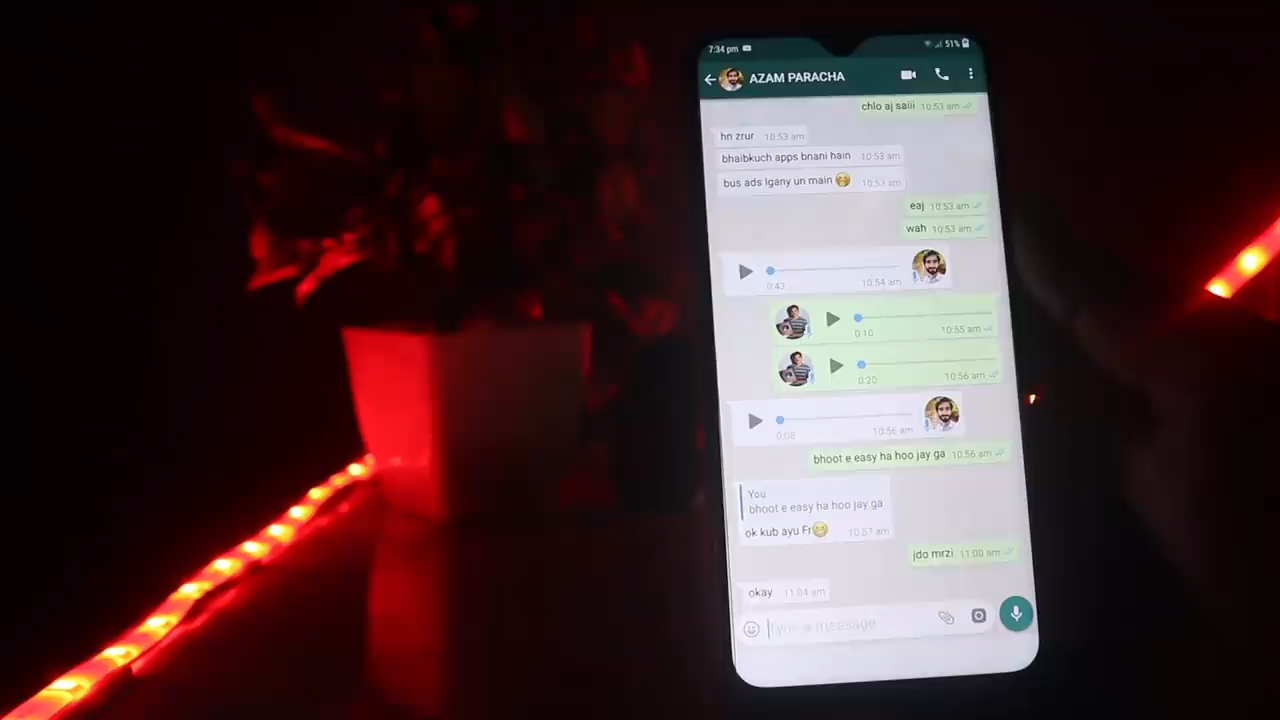 7:34 pm 51%
AZAM PARACHA
chlo aj saiii 10:53 am
hn zrur 10:53 am
bhaibkuch apps bnani hain 10:53 am
bus ads lgany un main 10:53 am
eaj 10:53 am
wah 10:53 am
0:43 10:54 am
0:10 10:55 am
0:20 10:56 am
0:08 10:56 am
bhoot e easy ha hoo jay ga 10:56 am
You
bhoot e easy ha hoo jay ga
ok kub ayu Fr 10:57 am
jdo mrzi 11:00 am
okay 11:04 am
Type a message